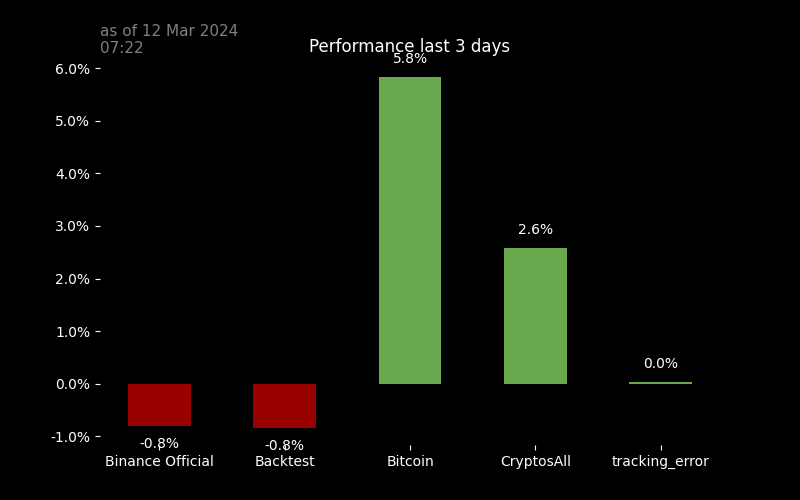 as of 12 Mar 2024
07:22
Performance last 3 days
6.0%
5.0%
4.0%
3.0%
2.0%
1.0%
0.0%
-1.0%
-0.8%
-0.8%
5.8%
2.6%
0.0%
Binance Official
Backtest
Bitcoin
CryptosAll
tracking_error